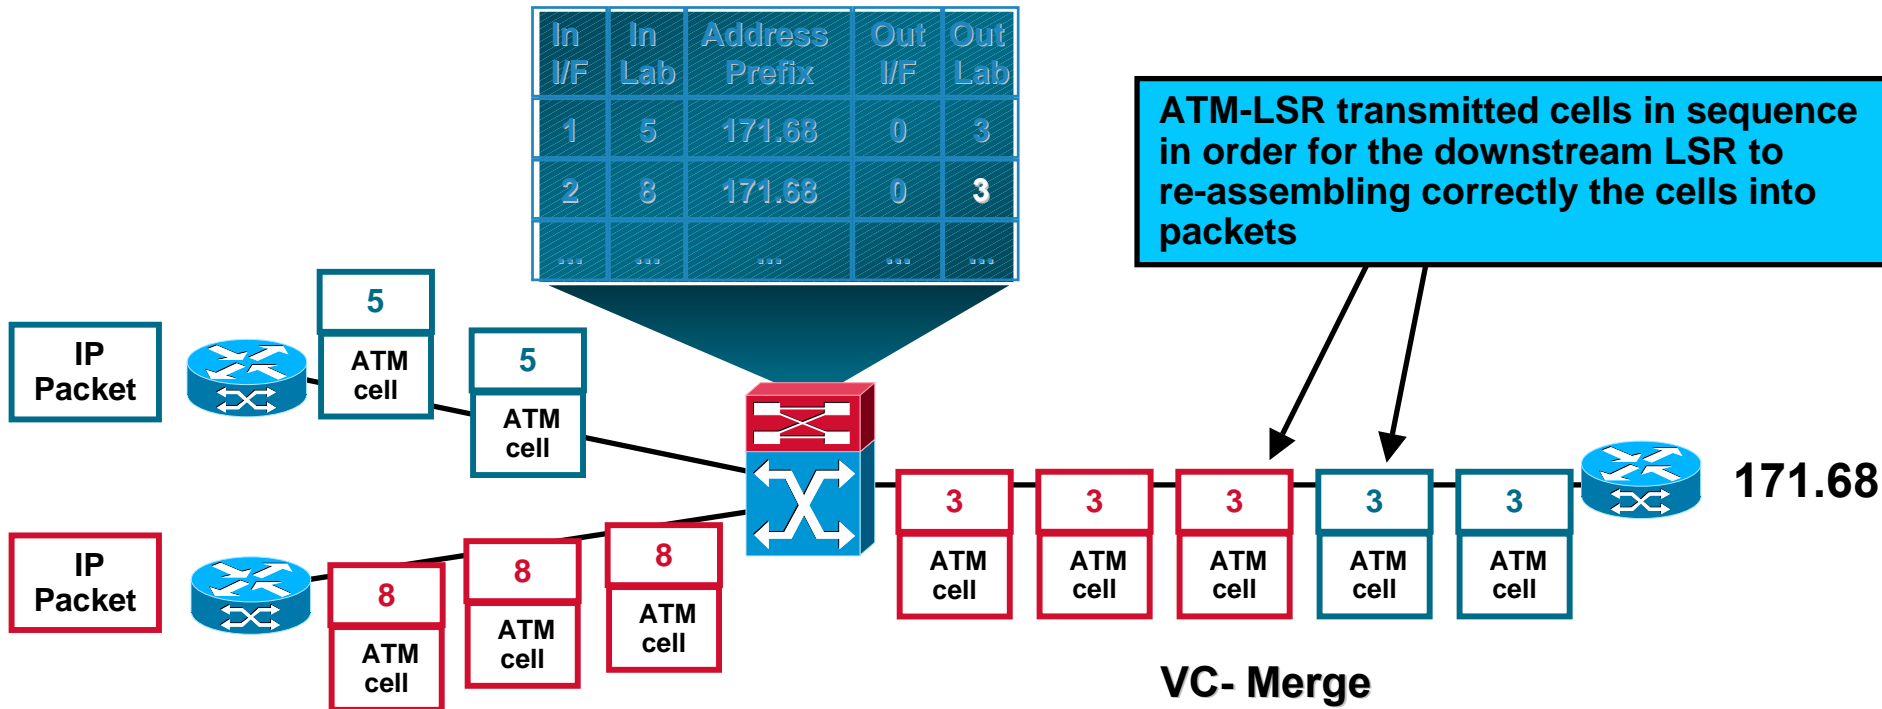 In In Address Out Out
I/F Lab Prefix I/F Lab
1 5 171.68 0 3
2 8 171.68 0 3
... ... ... ... ...
ATM-LSR transmitted cells in sequence
in order for the downstream LSR to
re-assembling correctly the cells into
packets
IP
Packet
5
ATM
cell
5
ATM
cell
IP
Packet
8
ATM
cell
8
ATM
cell
8
ATM
cell
3
ATM
cell
3
ATM
cell
3
ATM
cell
3
ATM
cell
3
ATM
cell
171.68
VC- Merge